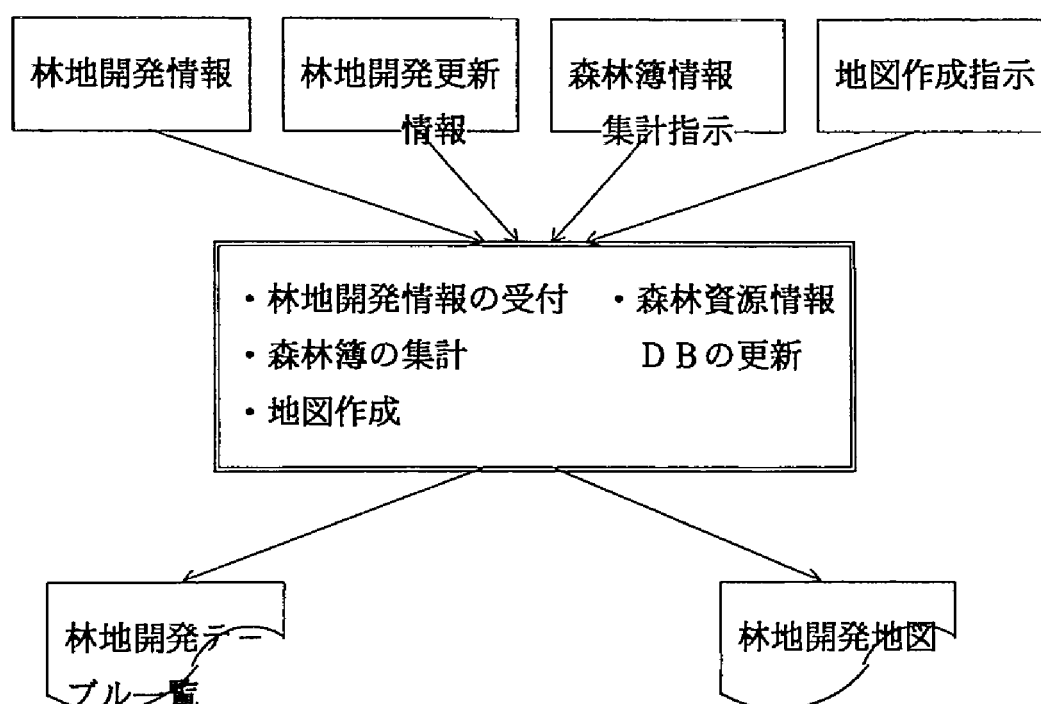 林地開発情報
林地開発更新
情報
森林簿情報
集計指示
地図作成指示
・林地開発情報の受付
・森林簿の集計
・地図作成
・森林資源情報
ＤＢの更新
林地開発テー
ブル一覧
林地開発地図